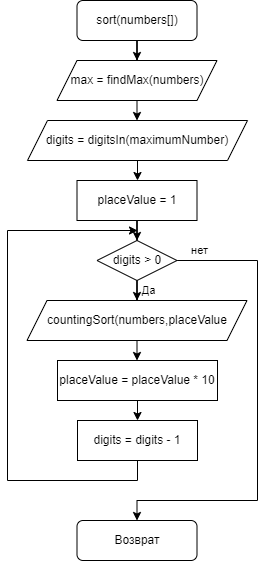 sort(numbers[])
max = findMax(numbers)
digits = digitsIn(maximumNumber)
placeValue = 1
digits > 0
нет
Да
countingSort(numbers,placeValue
placeValue = placeValue * 10
digits = digits - 1
Возврат